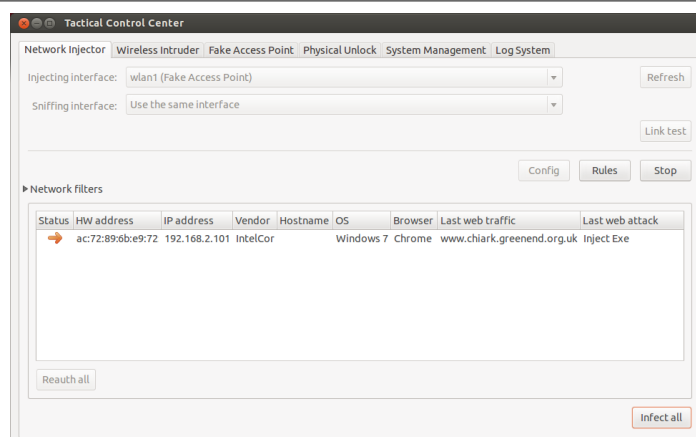 Tactical Control Center
Network Injector Wireless Intruder Fake Access Point Physical Unlock System Management Log System
Injecting interface: wlan1 (Fake Access Point) Refresh
Sniffing interface: Use the same interface
Link test
Config Rules Stop
Network filters
Status HW address IP address Vendor Hostname OS Browser Last web traffic Last web attack
ac:72:89:6b:e9:72 192.168.2.101 IntelCor Windows 7 Chrome www.chiark.greenend.org.uk Inject Exe
Reauth all
Infect all